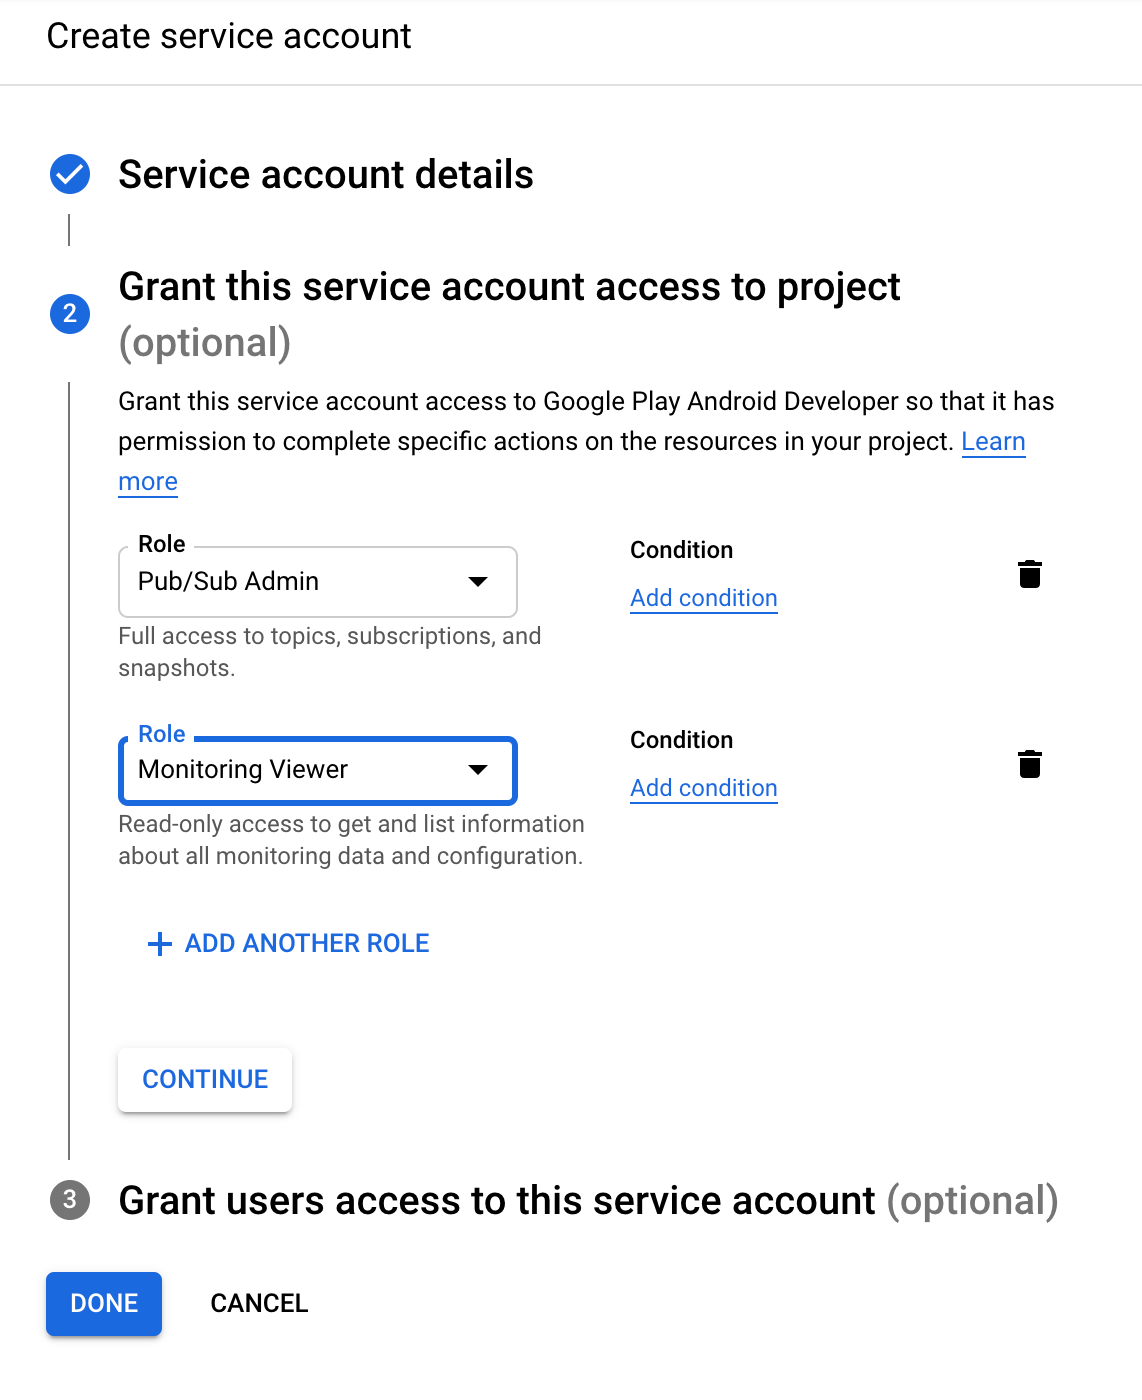 Create service account
Service account details
2
Grant this service account access to project
(optional)
Grant this service account access to Google Play Android Developer so that it has
permission to complete specific actions on the resources in your project. Learn
more
Role
Pub/Sub Admin
Full access to topics, subscriptions, and
snapshots.
Condition
Add condition
Role
Monitoring Viewer
Read-only access to get and list information
about all monitoring data and configuration.
Condition
Add condition
ADD ANOTHER ROLE
CONTINUE
3
Grant users access to this service account (optional)
DONE
CANCEL